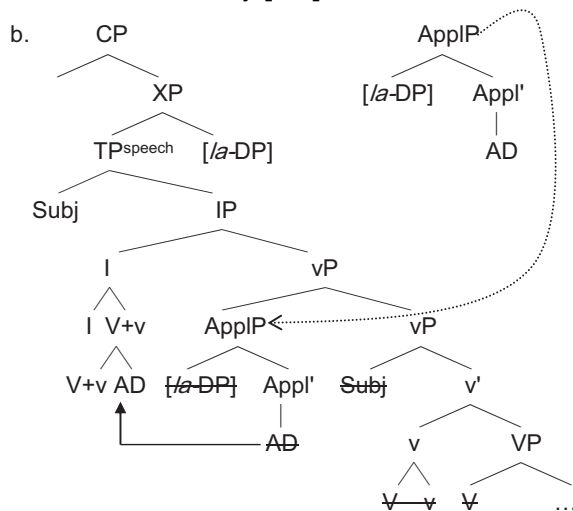 b. CP ApplP
XP [la-DP] Appl'
TPspeech [la-DP] AD
Subj IP
I vP
I V+v ApplP vP
V+v AD [la-DP] Appl' Subj v'
AD v VP
V v V ...